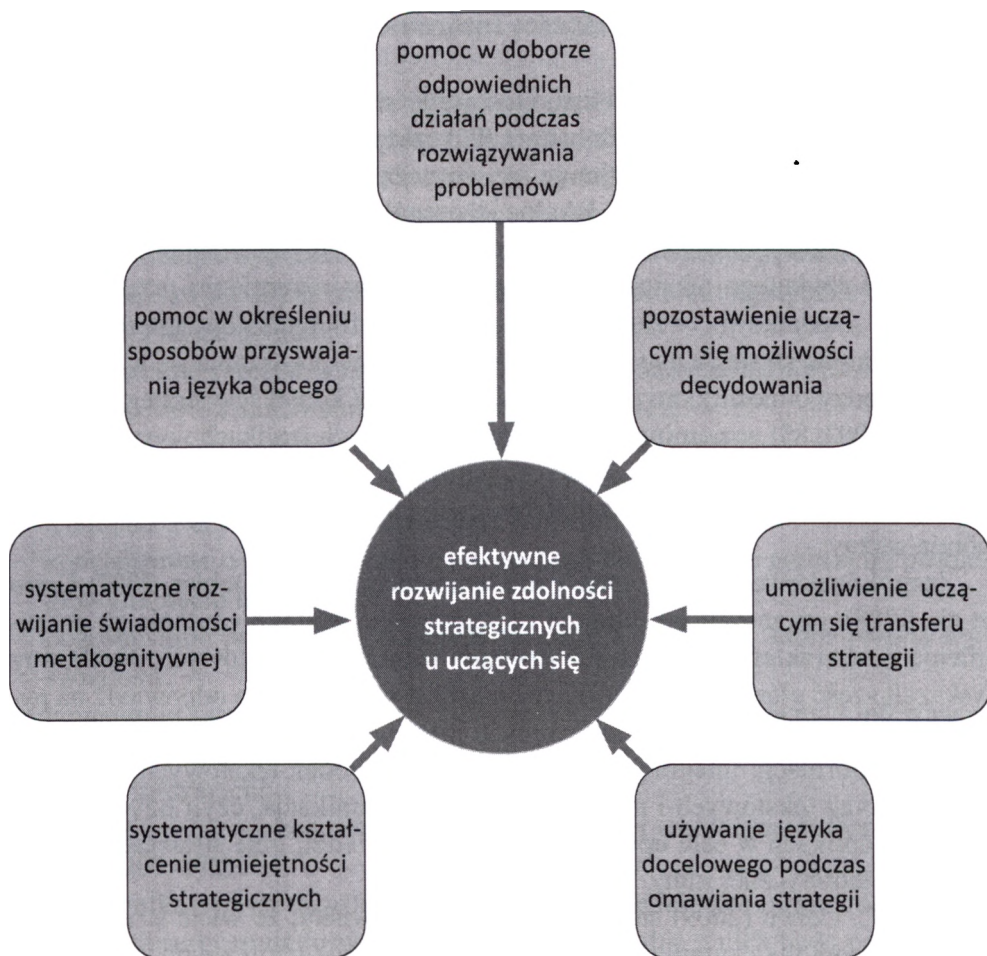 pomoc w doborze
odpowiednich
działań podczas
rozwiązywania
problemów
pomoc w określeniu
sposobów przyswaja-
nia języka obcego
pozostawienie uczą-
cym się możliwości
decydowania
efektywne
rozwijanie zdolności
strategicznych
u uczących się
systematyczne roz-
wijanie świadomości
metakognitywnej
umożliwienie uczą-
cym się transferu
strategii
systematyczne kształ-
cenie umiejętności
strategicznych
używanie języka
docelowego podczas
omawiania strategii